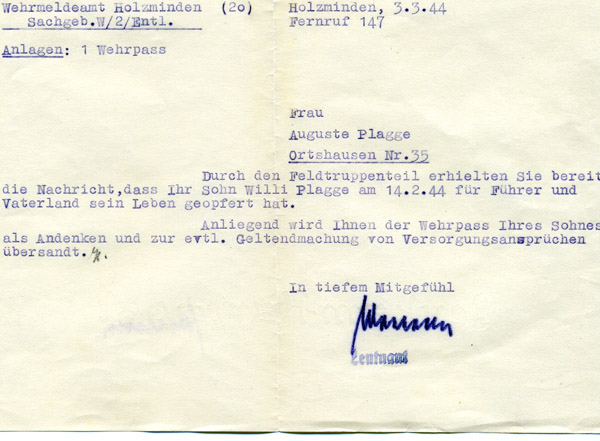 Wehrmeldeamt Holzminden (2o) Holzminden, 3.3.44
Sachgeb.W/2/Entl. Fernruf 147
Anlagen: 1 Wehrpass
Frau
Auguste Plagge
Ortshausen Nr.35
Durch den Feldtruppenteil erhielten Sie bereit
die Nachricht,dass Ihr Sohn Willi Plagge am 14.2.44 für Führer und
Vaterland sein Leben geopfert hat.
Anliegend wird Ihnen der Wehrpass Ihres Sohnes
als Andenken und zur evtl. Geltendmachung von Versorgungsansprüchen
übersandt.
In tiefem Mitgefühl
Leutnant